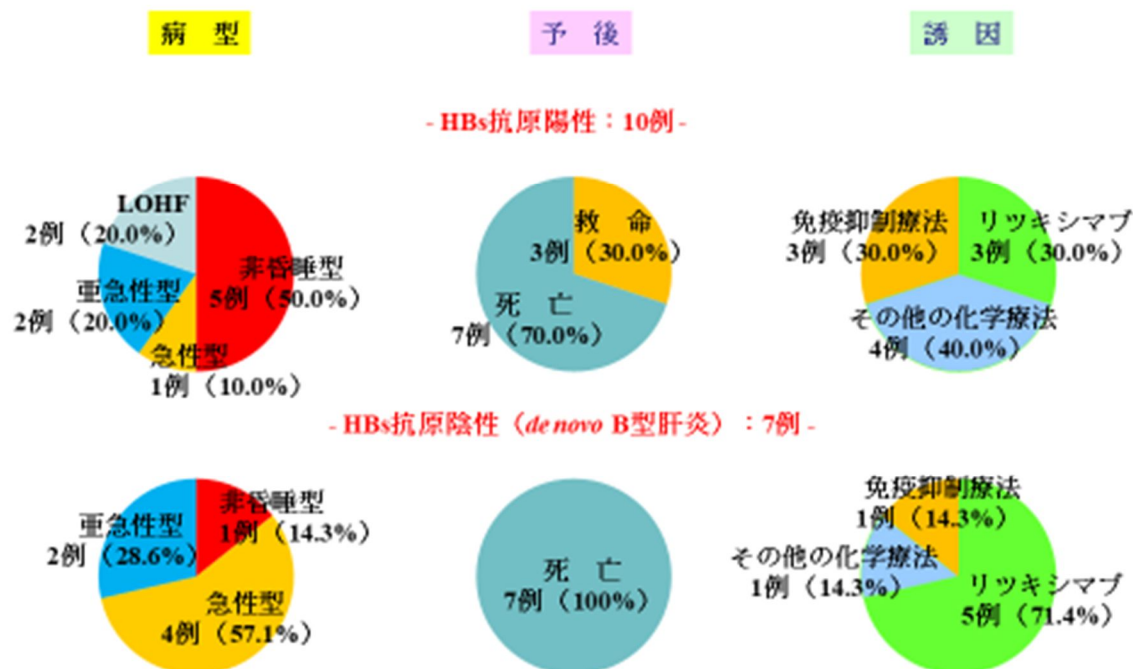 病 型
予 後
誘 因
- HBs抗原陽性：10例 -
LOHF
2例（20.0%）
亜急性型
2例（20.0%）
急性型
1例（10.0%）
非昏睡型
5例（50.0%）
救 命
3例（30.0%）
死 亡
7例（70.0%）
免疫抑制療法
3例（30.0%）
リツキシマブ
3例（30.0%）
その他の化学療法
4例（40.0%）
- HBs抗原陰性（de novo B型肝炎）：7例 -
亜急性型
2例（28.6%）
非昏睡型
1例（14.3%）
急性型
4例（57.1%）
死 亡
7例（100%）
免疫抑制療法
1例（14.3%）
その他の化学療法
1例（14.3%）
リツキシマブ
5例（71.4%）